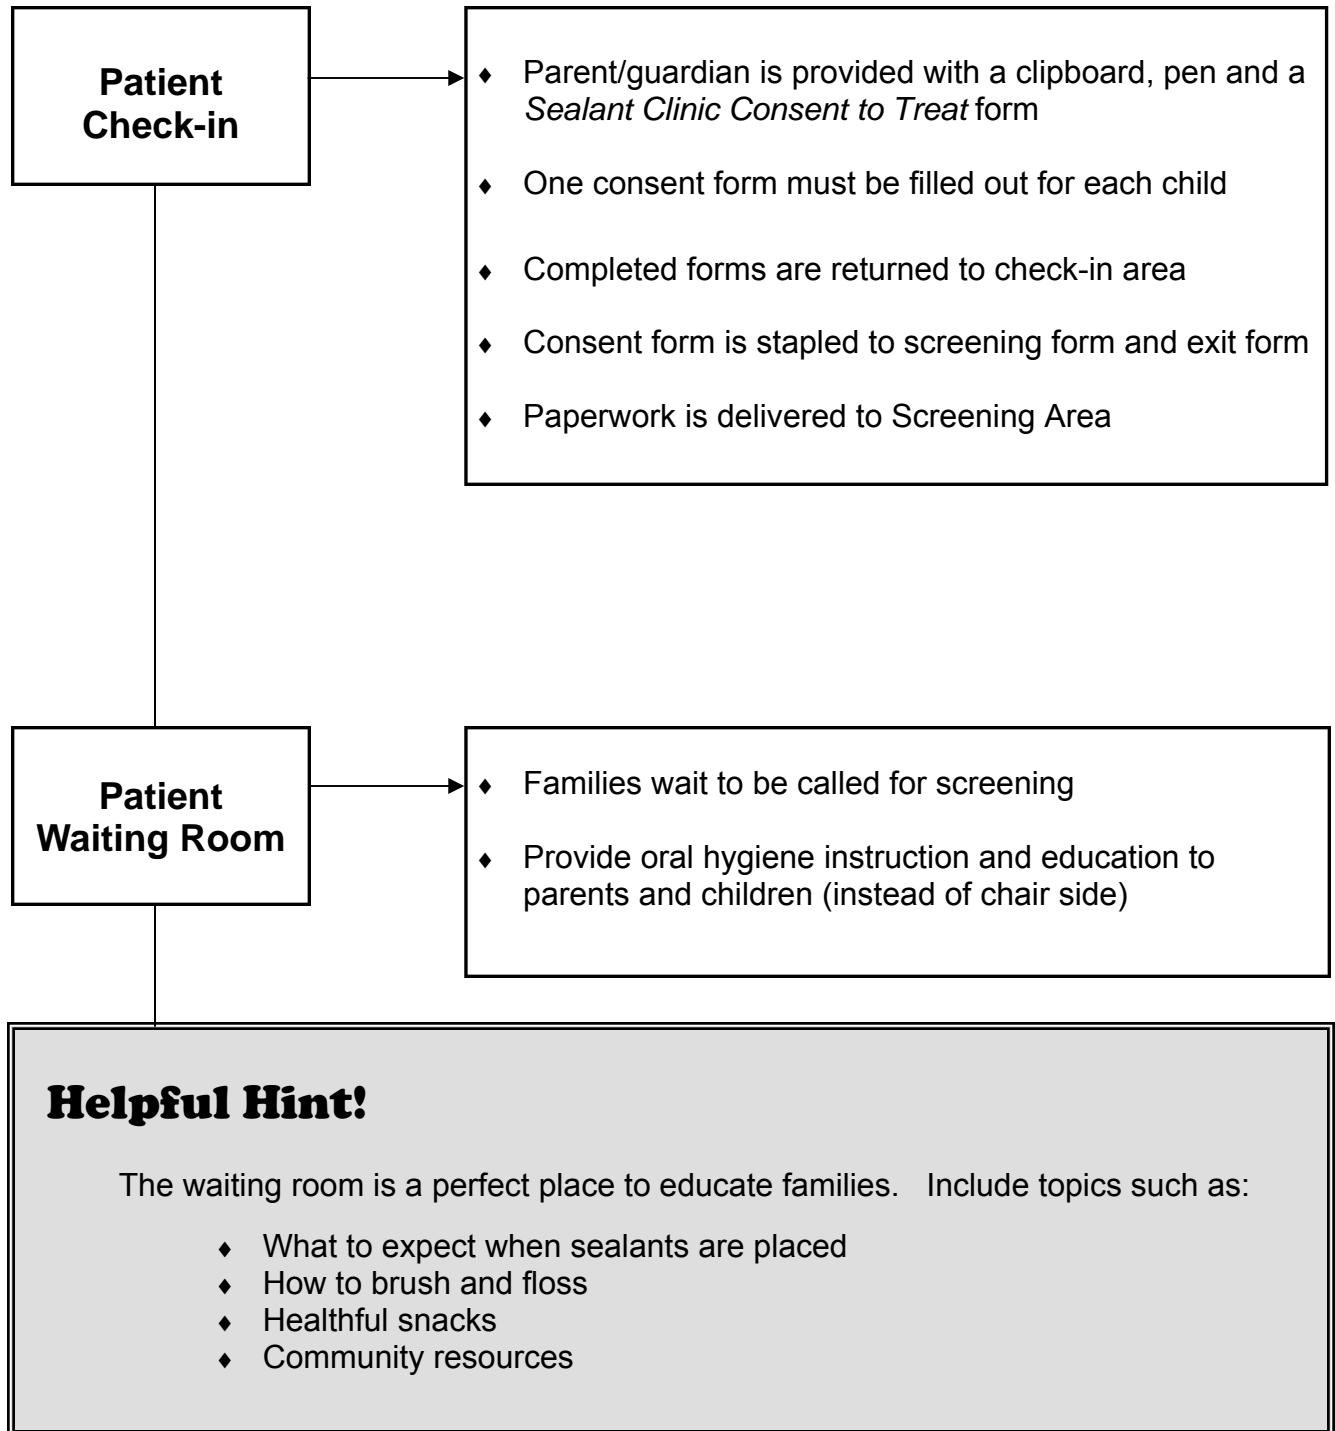 Patient
Check-in
♦ Parent/guardian is provided with a clipboard, pen and a
Sealant Clinic Consent to Treat form
♦ One consent form must be filled out for each child
♦ Completed forms are returned to check-in area
♦ Consent form is stapled to screening form and exit form
♦ Paperwork is delivered to Screening Area
Patient
Waiting Room
♦ Families wait to be called for screening
♦ Provide oral hygiene instruction and education to
parents and children (instead of chair side)
Helpful Hint!
The waiting room is a perfect place to educate families. Include topics such as:
♦ What to expect when sealants are placed
♦ How to brush and floss
♦ Healthful snacks
♦ Community resources